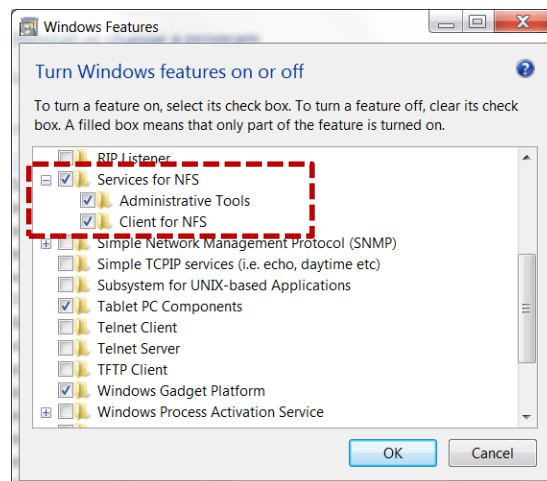 Windows Features
Turn Windows features on or off
To turn a feature on, select its check box. To turn a feature off, clear its check
box. A filled box means that only part of the feature is turned on.
RIP Listener
Services for NFS
Administrative Tools
Client for NFS
Simple Network Management Protocol (SNMP)
Simple TCPIP services (i.e. echo, daytime etc)
Subsystem for UNIX-based Applications
Tablet PC Components
Telnet Client
Telnet Server
TFTP Client
Windows Gadget Platform
Windows Process Activation Service
OK Cancel